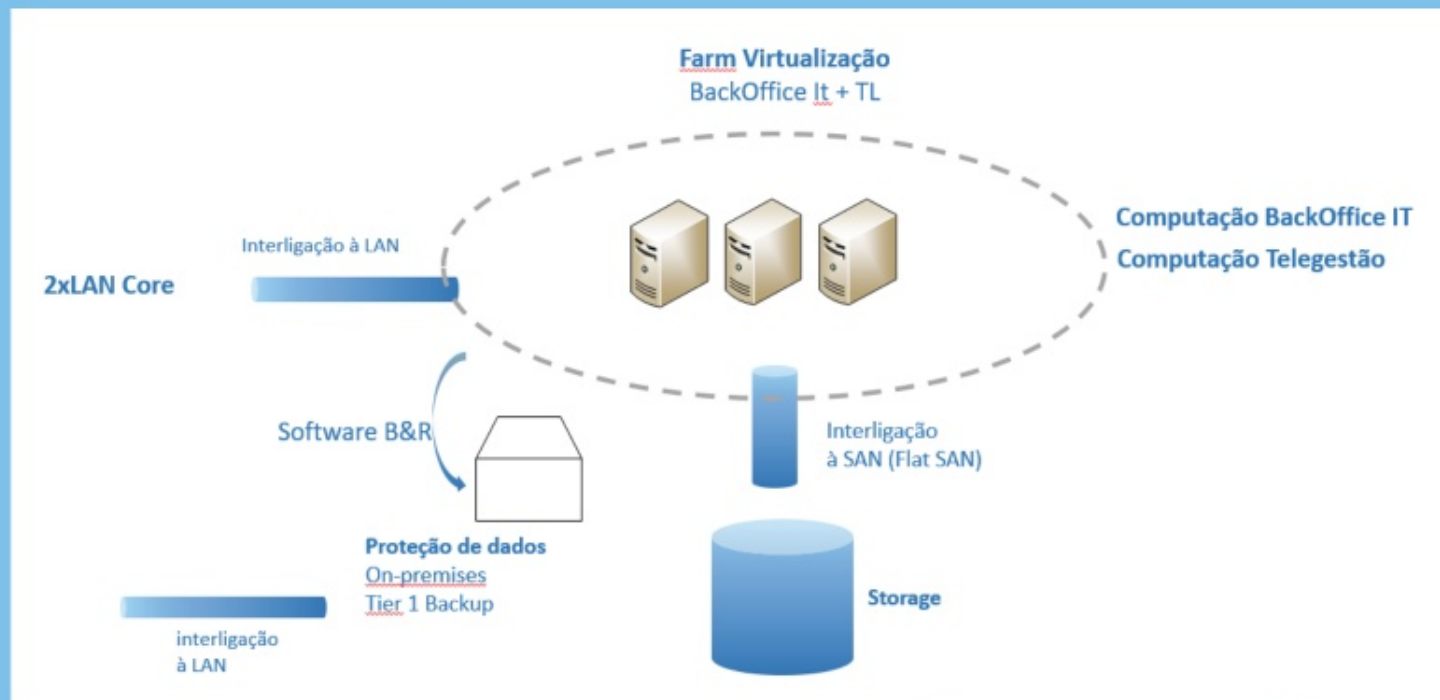 Farm Virtualização
BackOffice It + TL
Computação BackOffice IT
Computação Telegestão
Interligação à LAN
2xLAN Core
Software B&R
Interligação
à SAN (Flat SAN)
Proteção de dados
On-premises
Tier 1 Backup
Storage
interligação
à LAN